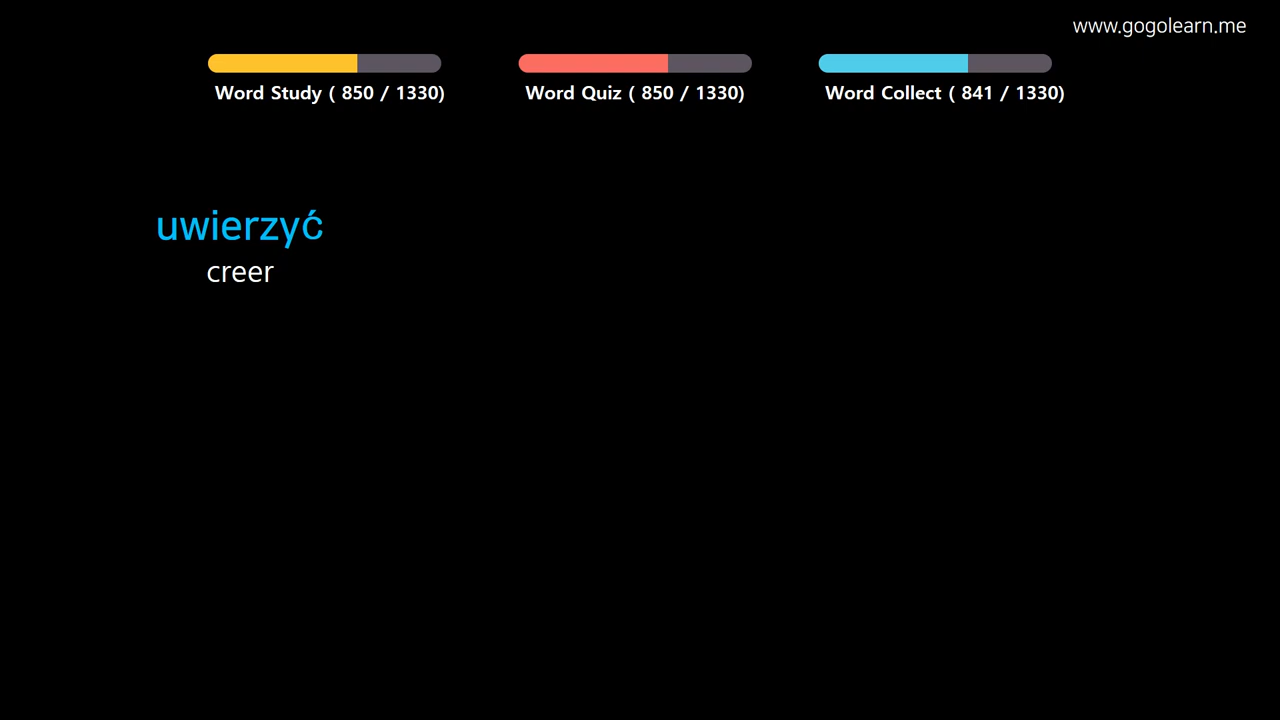 www.gogolearn.me
Word Study ( 850 / 1330)
Word Quiz ( 850 / 1330)
Word Collect ( 841 / 1330)
uwierzyć
creer